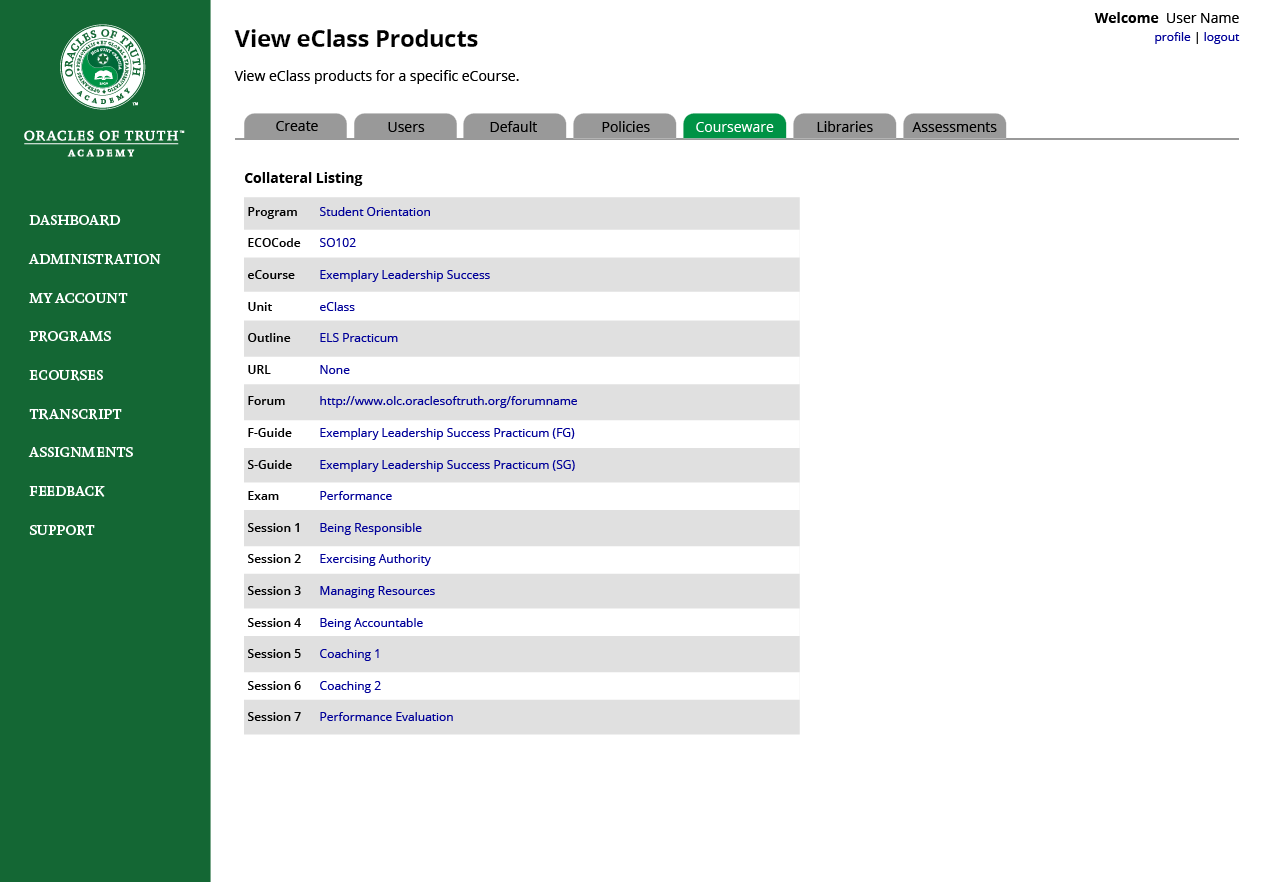 ORACLES OF TRUTH
ACADEMY
ORACLES OF TRUTH™
ACADEMY
DASHBOARD
ADMINISTRATION
MY ACCOUNT
PROGRAMS
ECOURSES
TRANSCRIPT
ASSIGNMENTS
FEEDBACK
SUPPORT
Welcome User Name
profile | logout
View eClass Products
View eClass products for a specific eCourse.
Create Users Default Policies Courseware Libraries Assessments
Collateral Listing
Program Student Orientation
ECOCode SO102
eCourse Exemplary Leadership Success
Unit eClass
Outline ELS Practicum
URL None
Forum http://www.olc.oraclesoftruth.org/forumname
F-Guide Exemplary Leadership Success Practicum (FG)
S-Guide Exemplary Leadership Success Practicum (SG)
Exam Performance
Session 1 Being Responsible
Session 2 Exercising Authority
Session 3 Managing Resources
Session 4 Being Accountable
Session 5 Coaching 1
Session 6 Coaching 2
Session 7 Performance Evaluation